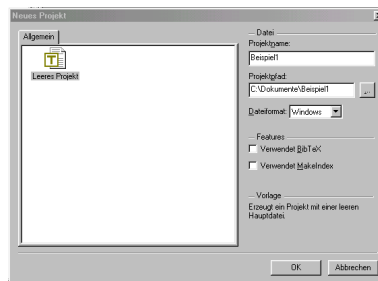 Neues Projekt
Allgemein
Leeres Projekt
Datei
Projektname:
Beispiel1
Projektpfad:
C:\Dokumente\Beispiel1
...
Dateiformat: Windows
Features
Verwendet BibTeX
Verwendet MakeIndex
Vorlage
Erzeugt ein Projekt mit einer leeren
Hauptdatei.
OK Abbrechen